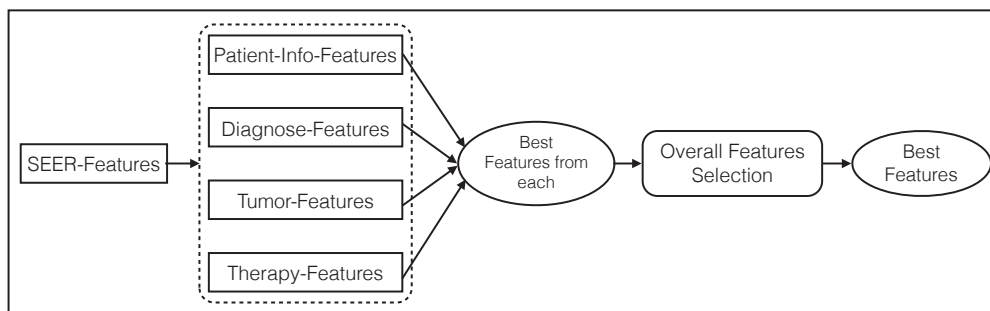 SEER-Features
Patient-Info-Features
Diagnose-Features
Tumor-Features
Therapy-Features
Best
Features from
each
Overall Features
Selection
Best
Features